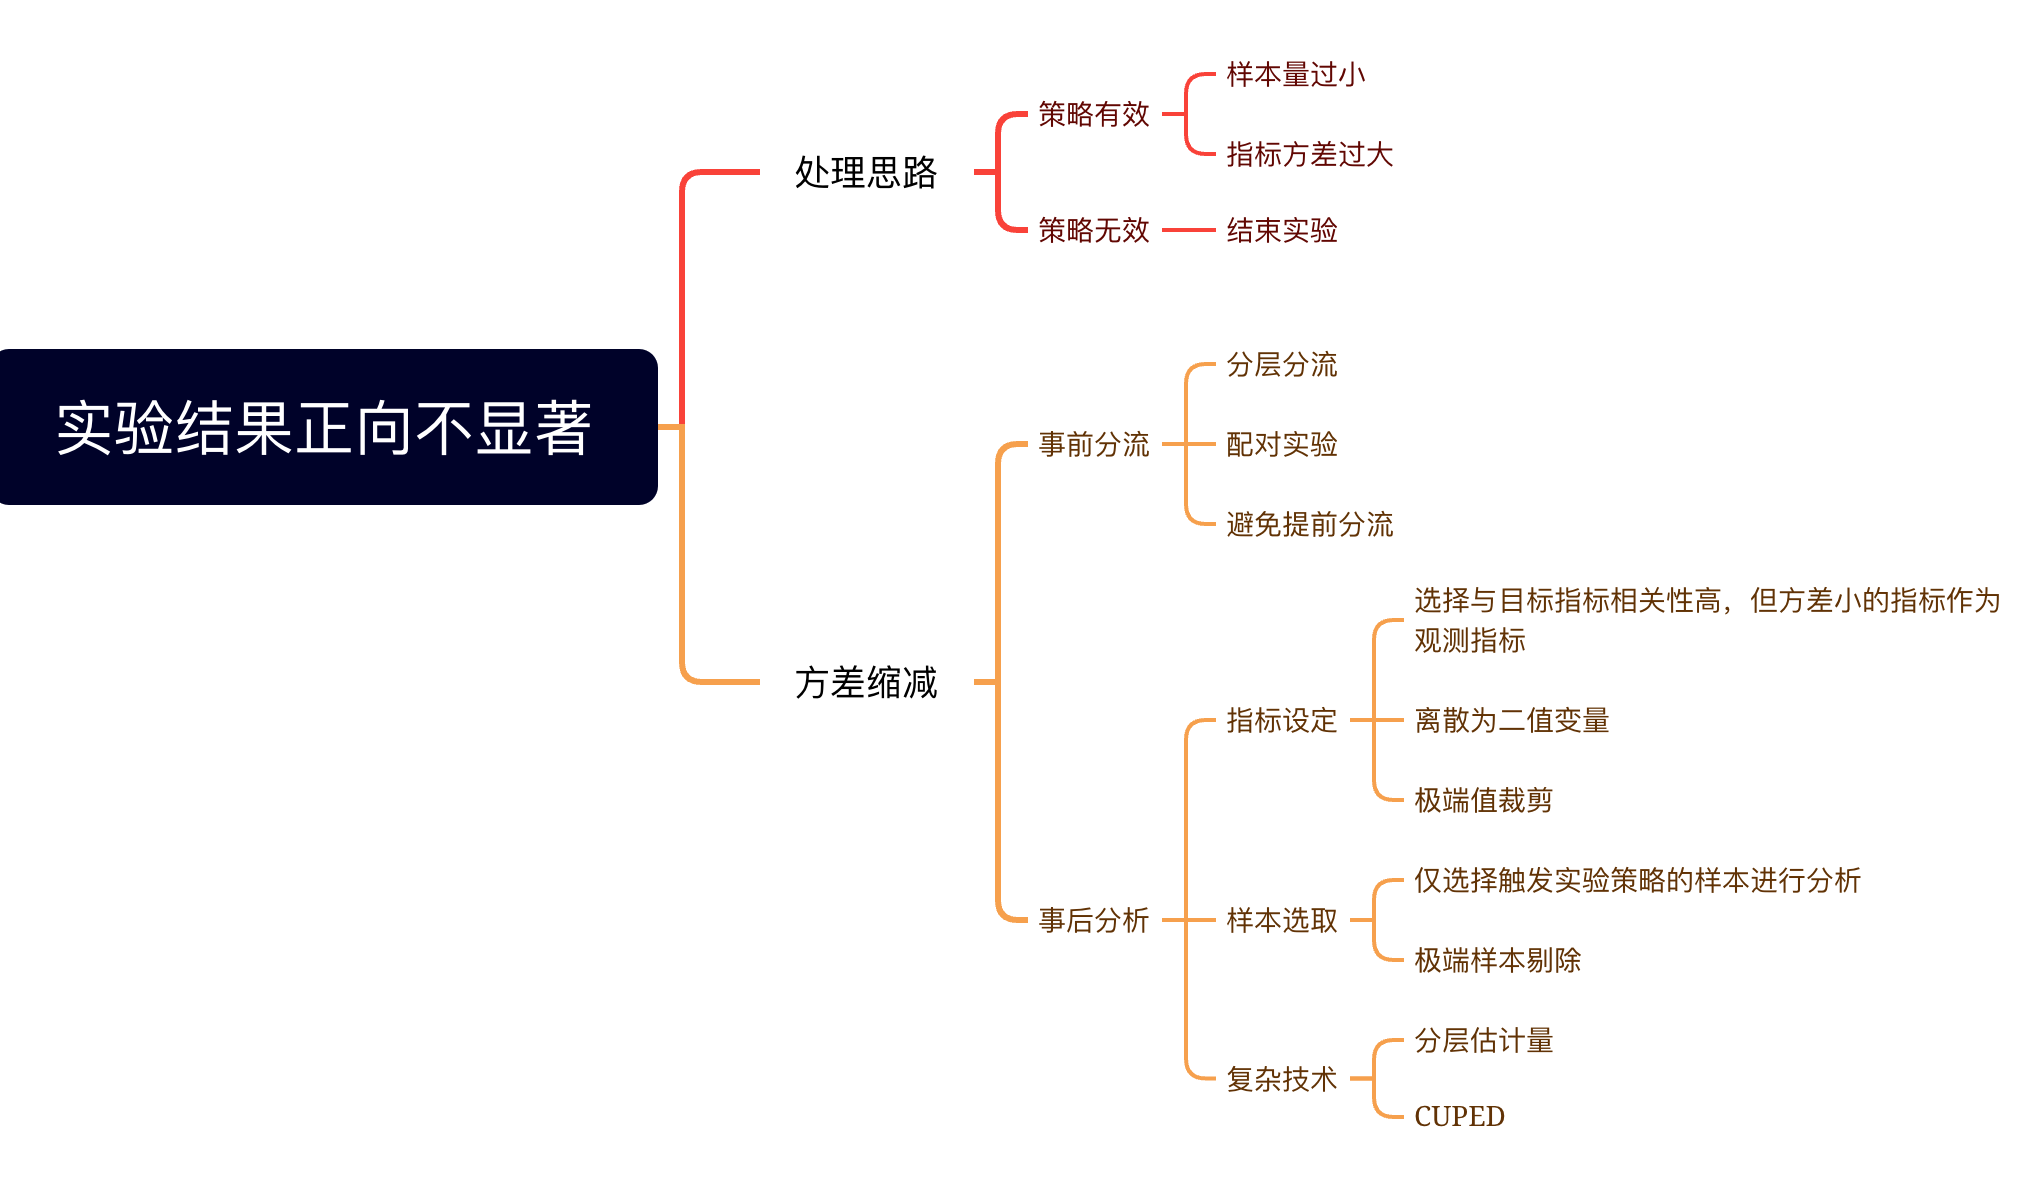 实验结果正向不显著
处理思路
策略有效
样本量过小
指标方差过大
策略无效
结束实验
方差缩减
事前分流
分层分流
配对实验
避免提前分流
事后分析
指标设定
选择与目标指标相关性高，但方差小的指标作为
观测指标
离散为二值变量
极端值裁剪
样本选取
仅选择触发实验策略的样本进行分析
极端样本剔除
复杂技术
分层估计量
CUPED